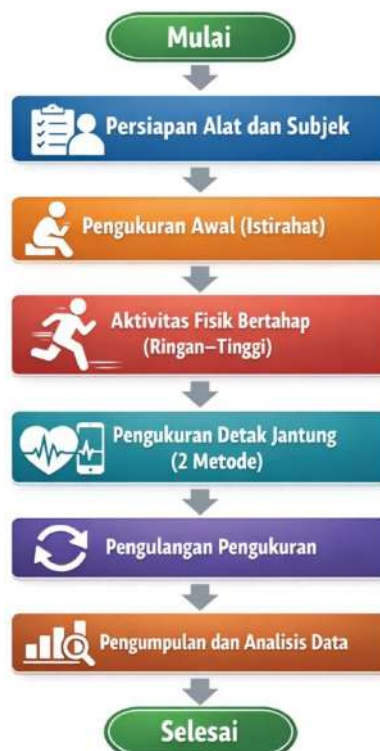 Mulai
Persiapan Alat dan Subjek
Pengukuran Awal (Istirahat)
Aktivitas Fisik Bertahap
(Ringan–Tinggi)
Pengukuran Detak Jantung
(2 Metode)
Pengulangan Pengukuran
Pengumpulan dan Analisis Data
Selesai